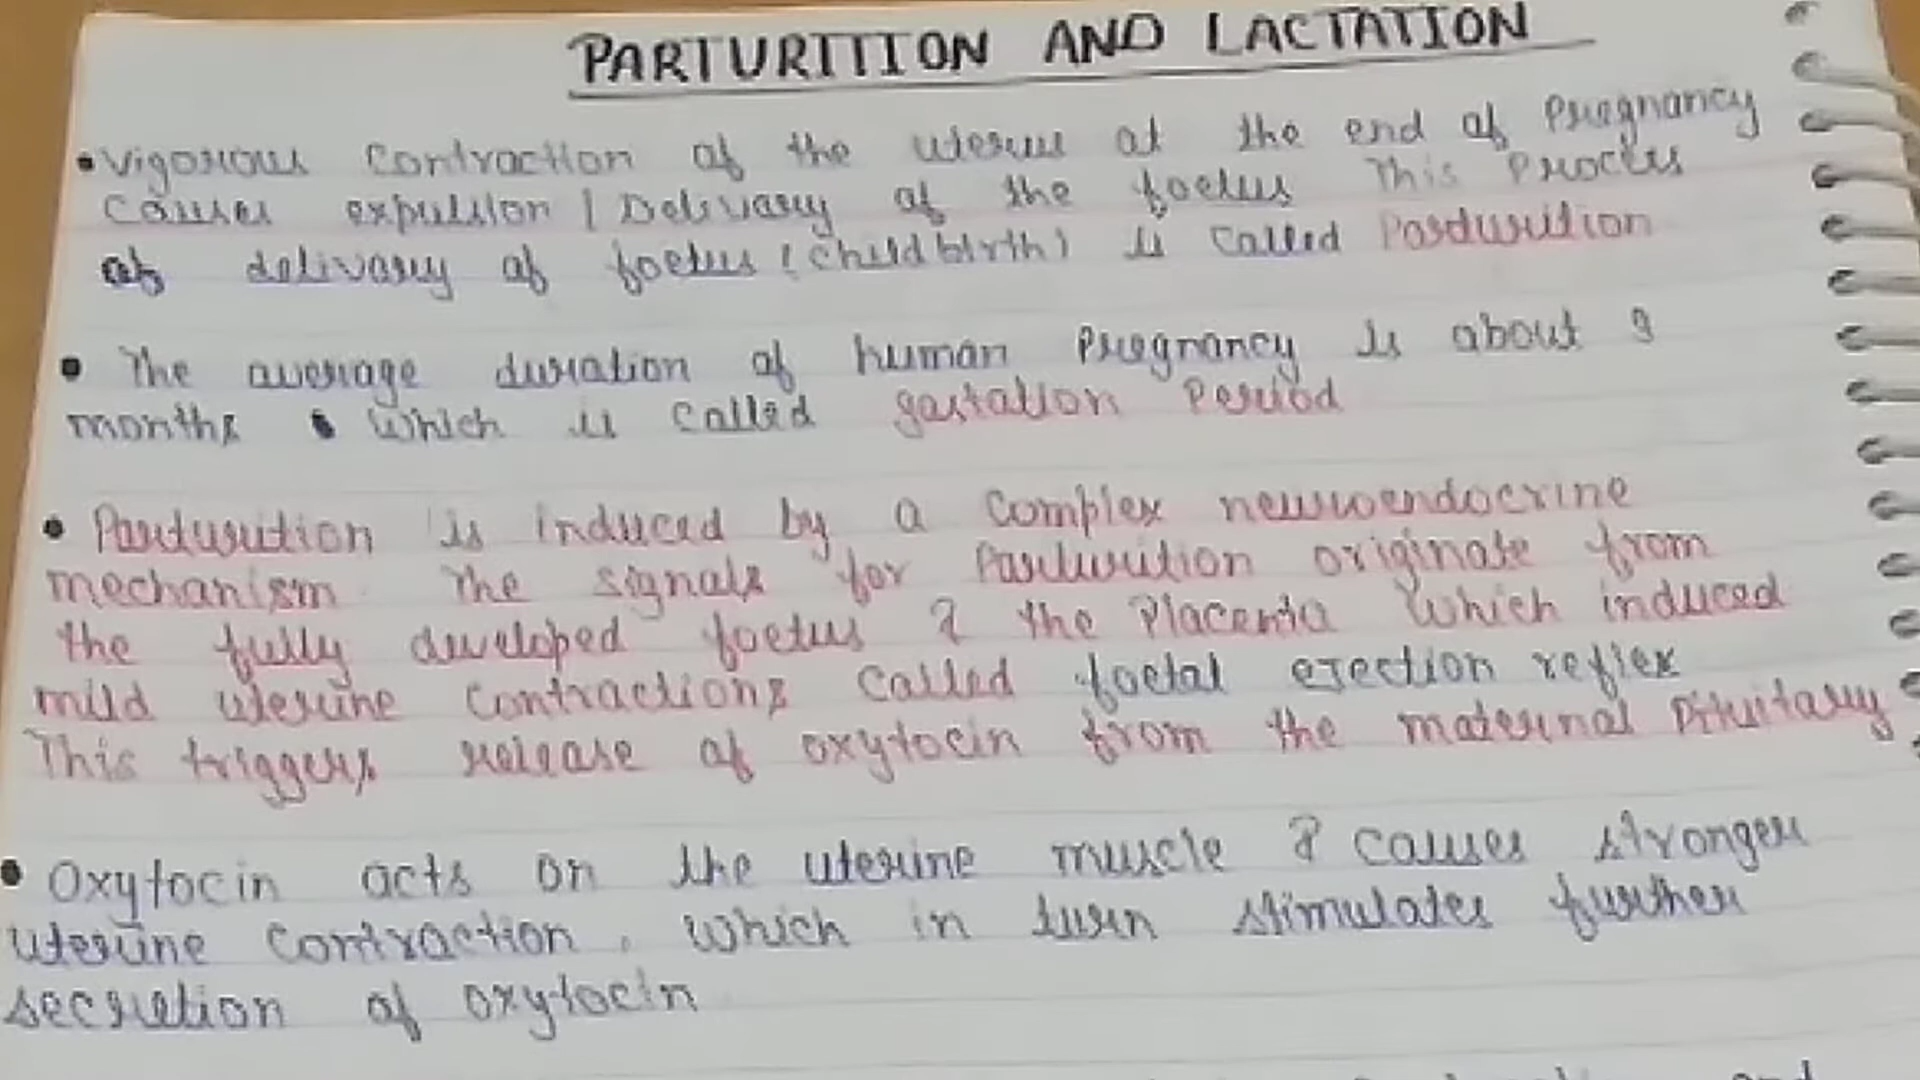 PARTURITION AND LACTATION
• Vigorous Contraction of the uterus at the end of Pregnancy
Causes expulsion / Delivary of the foetus This Process
of delivary of foetus (childbirth) is called Parturition
• The average duration of human Pregnancy is about 9
months which is called gastation Period
• Parturition is induced by a Complex neuroendocrine
mechanism The signals for Parturition originate from
the fully developed foetus & the Placenta which induced
mild uterine Contractions called foetal ejection reflex
This triggers release of oxytocin from the maternal Pituitary
• Oxytocin acts on the uterine muscle & causes stronger
uterine Contraction, which in turn stimulates further
secretion of oxytocin
and